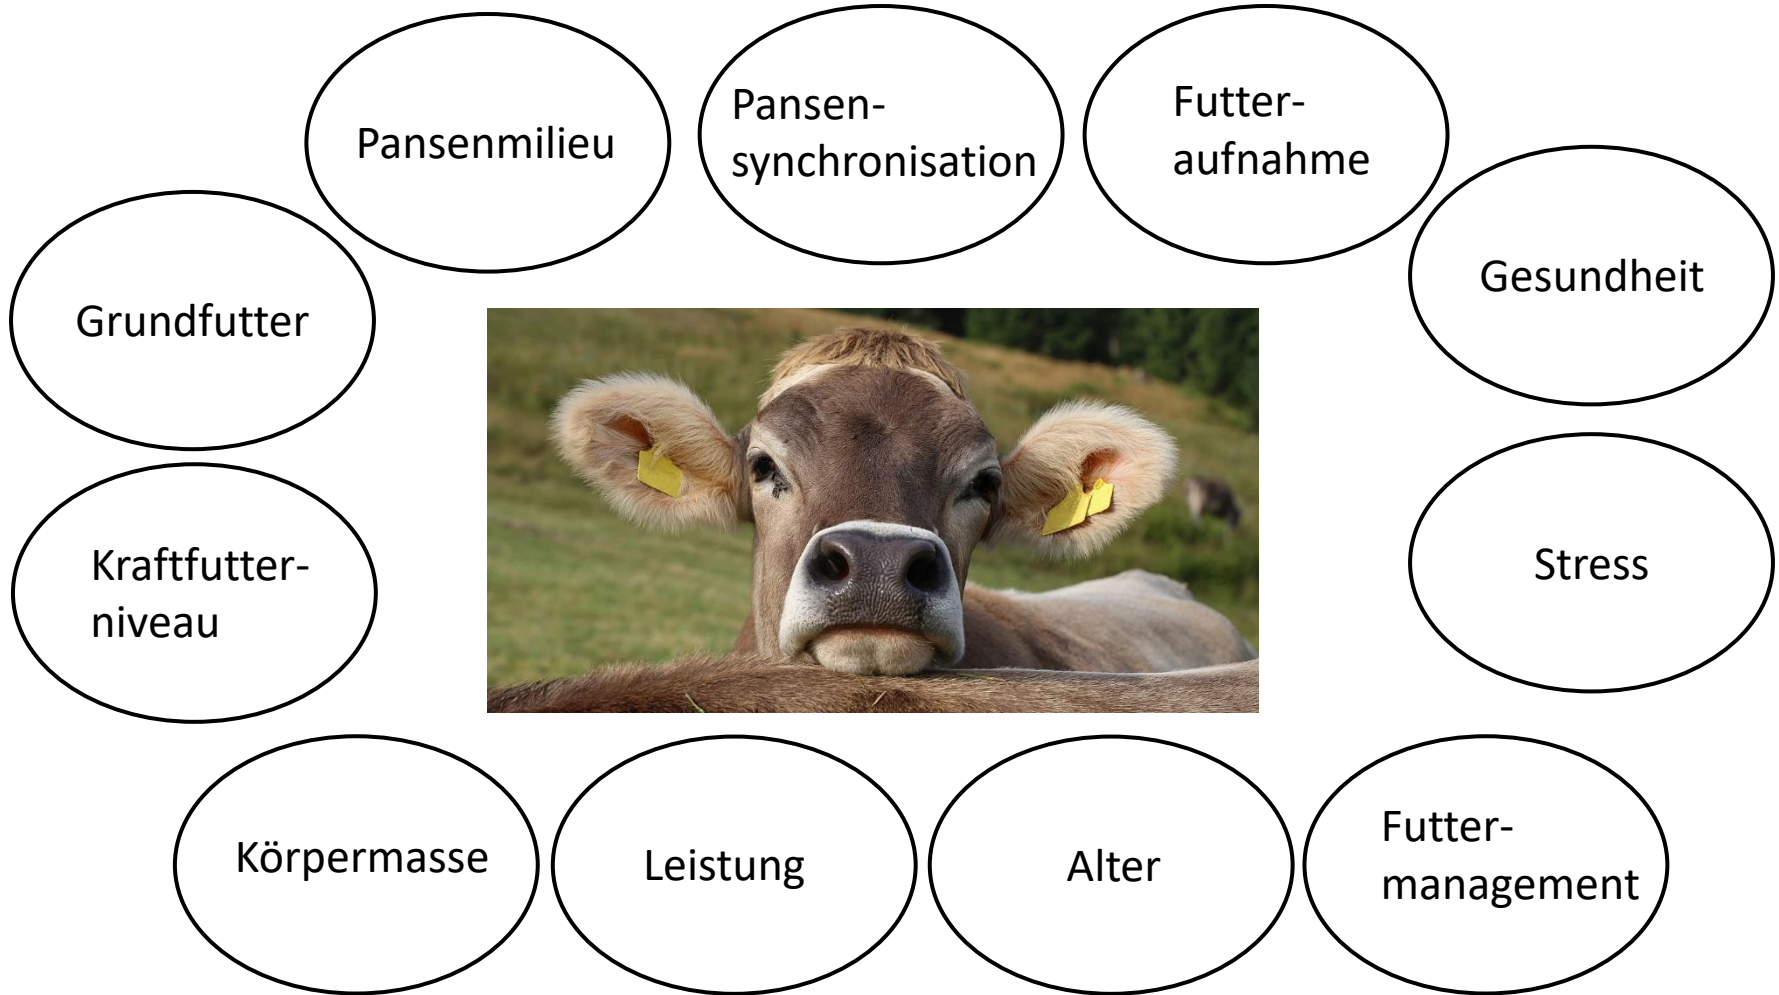 Pansenmilieu
Pansen-
synchronisation
Futter-
aufnahme
Gesundheit
Grundfutter
Kraftfutter-
niveau
Stress
Körpermasse
Leistung
Alter
Futter-
management